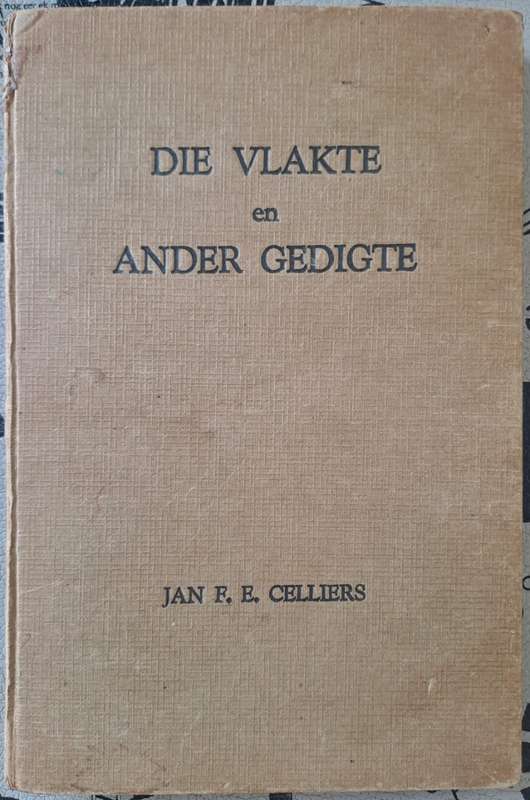 DIE VLAKTE
en
ANDER GEDIGTE
JAN F. E. CELLIERS